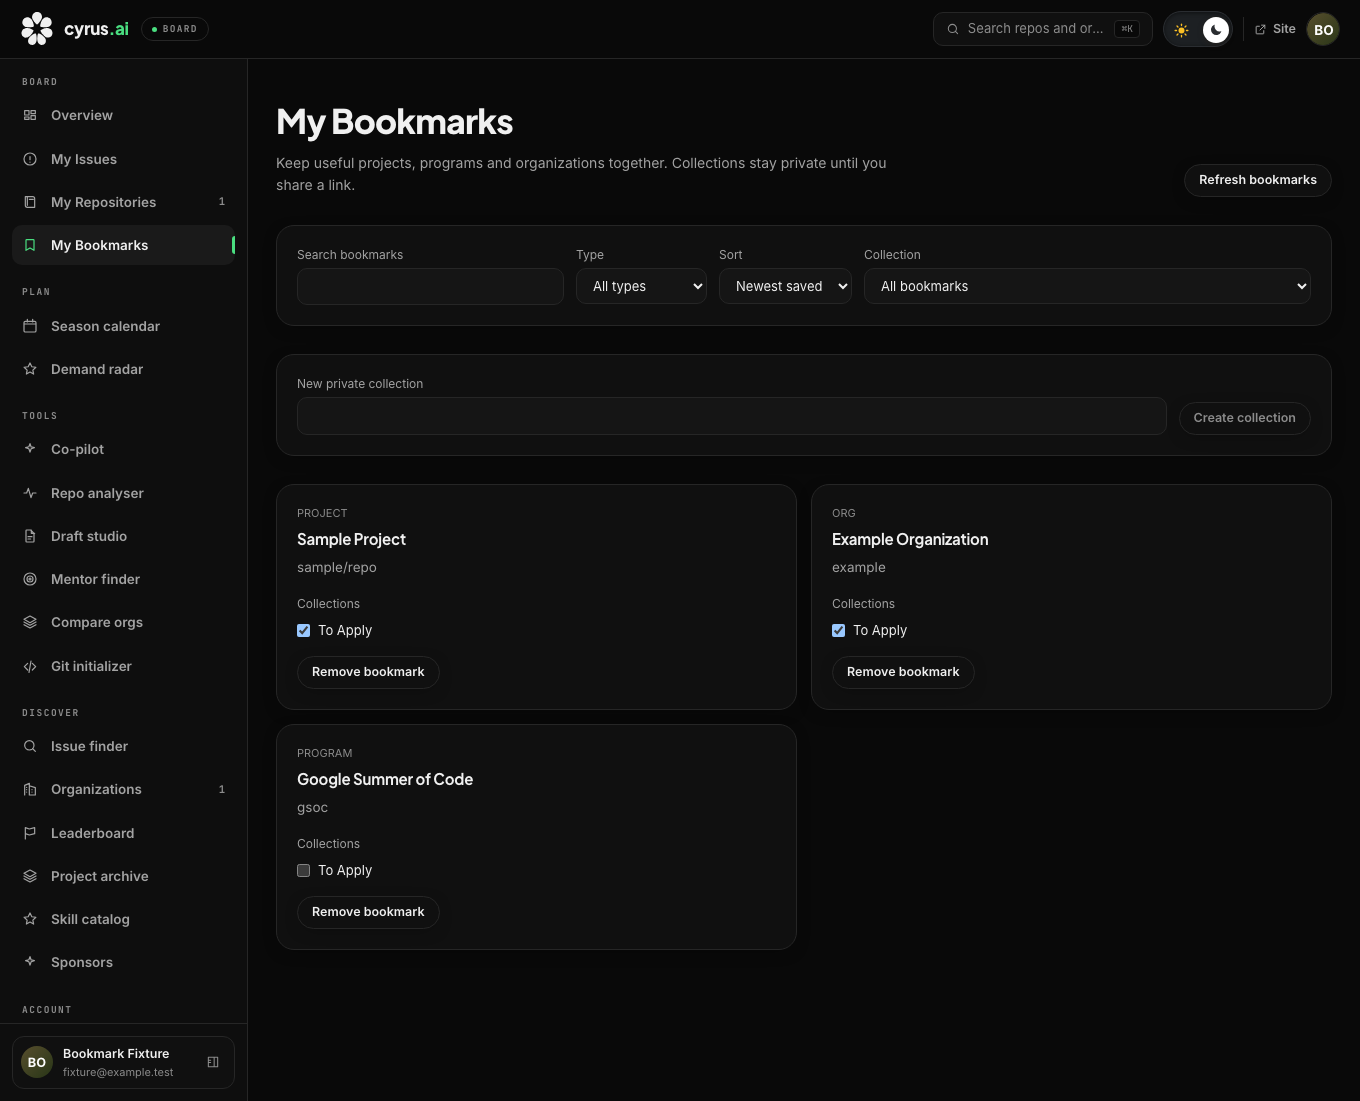 cyrus.ai
BOARD
Search repos and or...
⌘K
Site
BO
BOARD
Overview
My Issues
My Repositories 1
My Bookmarks
PLAN
Season calendar
Demand radar
TOOLS
Co-pilot
Repo analyser
Draft studio
Mentor finder
Compare orgs
Git initializer
DISCOVER
Issue finder
Organizations 1
Leaderboard
Project archive
Skill catalog
Sponsors
ACCOUNT
BO
Bookmark Fixture
fixture@example.test
My Bookmarks
Keep useful projects, programs and organizations together. Collections stay private until you
share a link.
Refresh bookmarks
Search bookmarks
Type
All types
Sort
Newest saved
Collection
All bookmarks
New private collection
Create collection
PROJECT
Sample Project
sample/repo
Collections
To Apply
Remove bookmark
ORG
Example Organization
example
Collections
To Apply
Remove bookmark
PROGRAM
Google Summer of Code
gsoc
Collections
To Apply
Remove bookmark